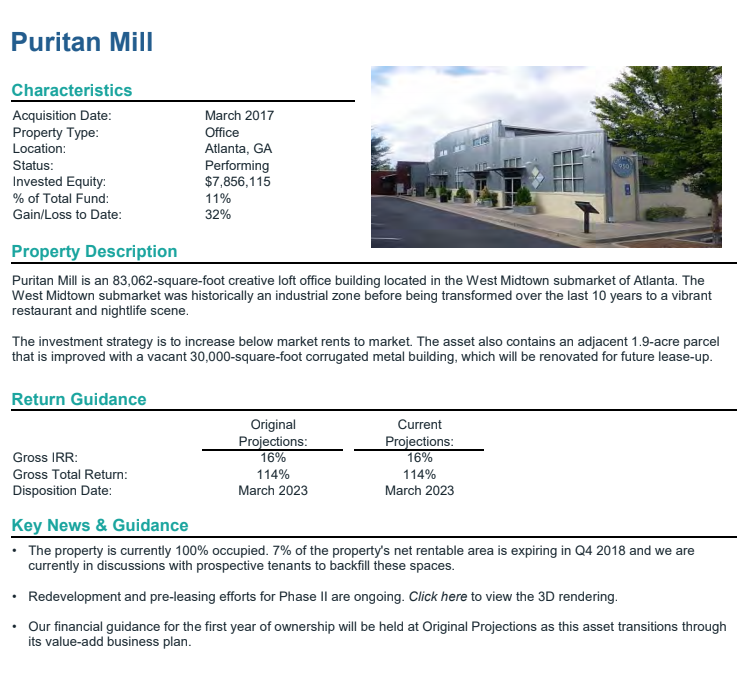 Puritan Mill
Characteristics
Acquisition Date: March 2017
Property Type: Office
Location: Atlanta, GA
Status: Performing
Invested Equity: $7,856,115
% of Total Fund: 11%
Gain/Loss to Date: 32%
950
Property Description
Puritan Mill is an 83,062-square-foot creative loft office building located in the West Midtown submarket of Atlanta. The
West Midtown submarket was historically an industrial zone before being transformed over the last 10 years to a vibrant
restaurant and nightlife scene.
The investment strategy is to increase below market rents to market. The asset also contains an adjacent 1.9-acre parcel
that is improved with a vacant 30,000-square-foot corrugated metal building, which will be renovated for future lease-up.
Return Guidance
Original Current
Projections: Projections:
Gross IRR: 16% 16%
Gross Total Return: 114% 114%
Disposition Date: March 2023 March 2023
Key News & Guidance
• The property is currently 100% occupied. 7% of the property's net rentable area is expiring in Q4 2018 and we are
currently in discussions with prospective tenants to backfill these spaces.
• Redevelopment and pre-leasing efforts for Phase II are ongoing. Click here to view the 3D rendering.
• Our financial guidance for the first year of ownership will be held at Original Projections as this asset transitions through
its value-add business plan.